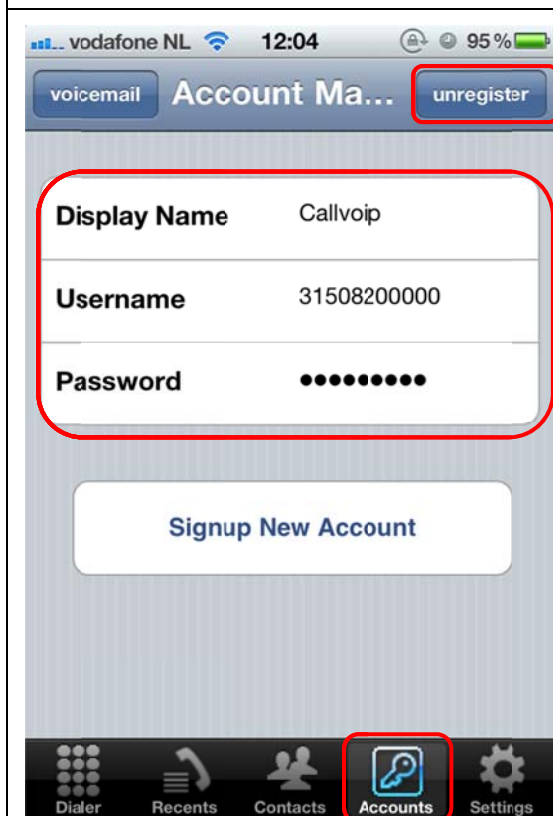 vodafone NL 12:04 95%
voicemail Account Ma... unregister
Display Name Callvoip
Username 31508200000
Password •••••••••
Signup New Account
Dialer Recents Contacts Accounts Settings